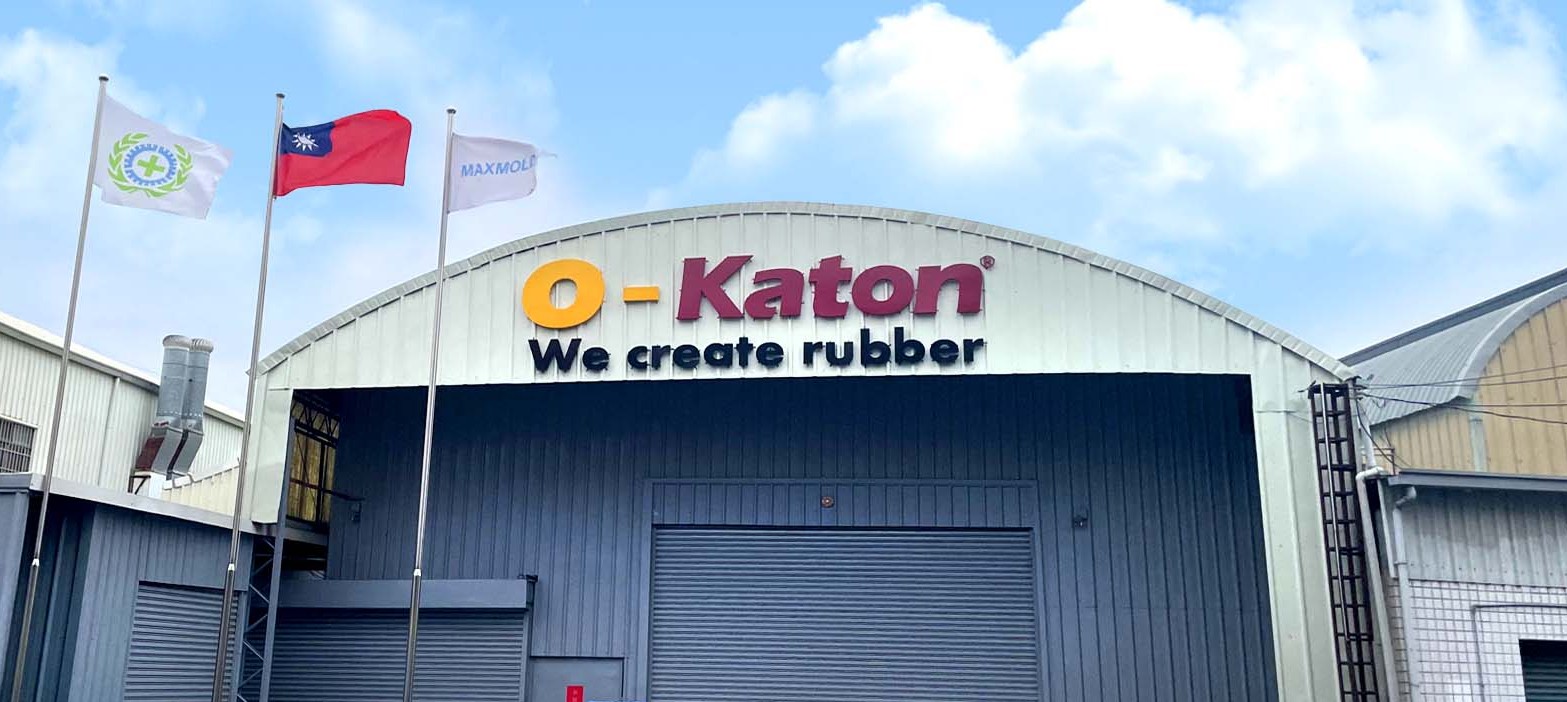 MAXMOLD
O-Katon®
We create rubber